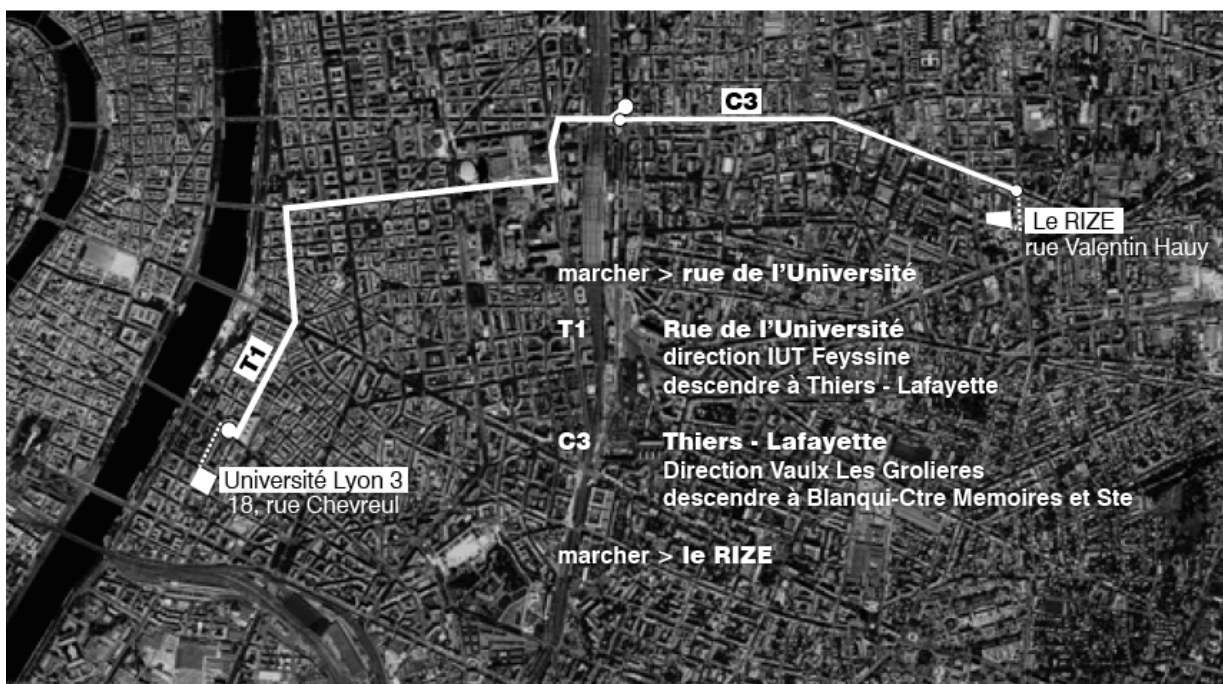 C3
Le RIZE
rue Valentin Hauy
marcher > rue de l'Université
T1
Rue de l'Université
direction IUT Feyssine
descendre à Thiers - Lafayette
T1
C3
Thiers - Lafayette
Direction Vaulx Les Grolieres
descendre à Blanqui-Ctre Memoires et Ste
Université Lyon 3
18, rue Chevreul
marcher > le RIZE